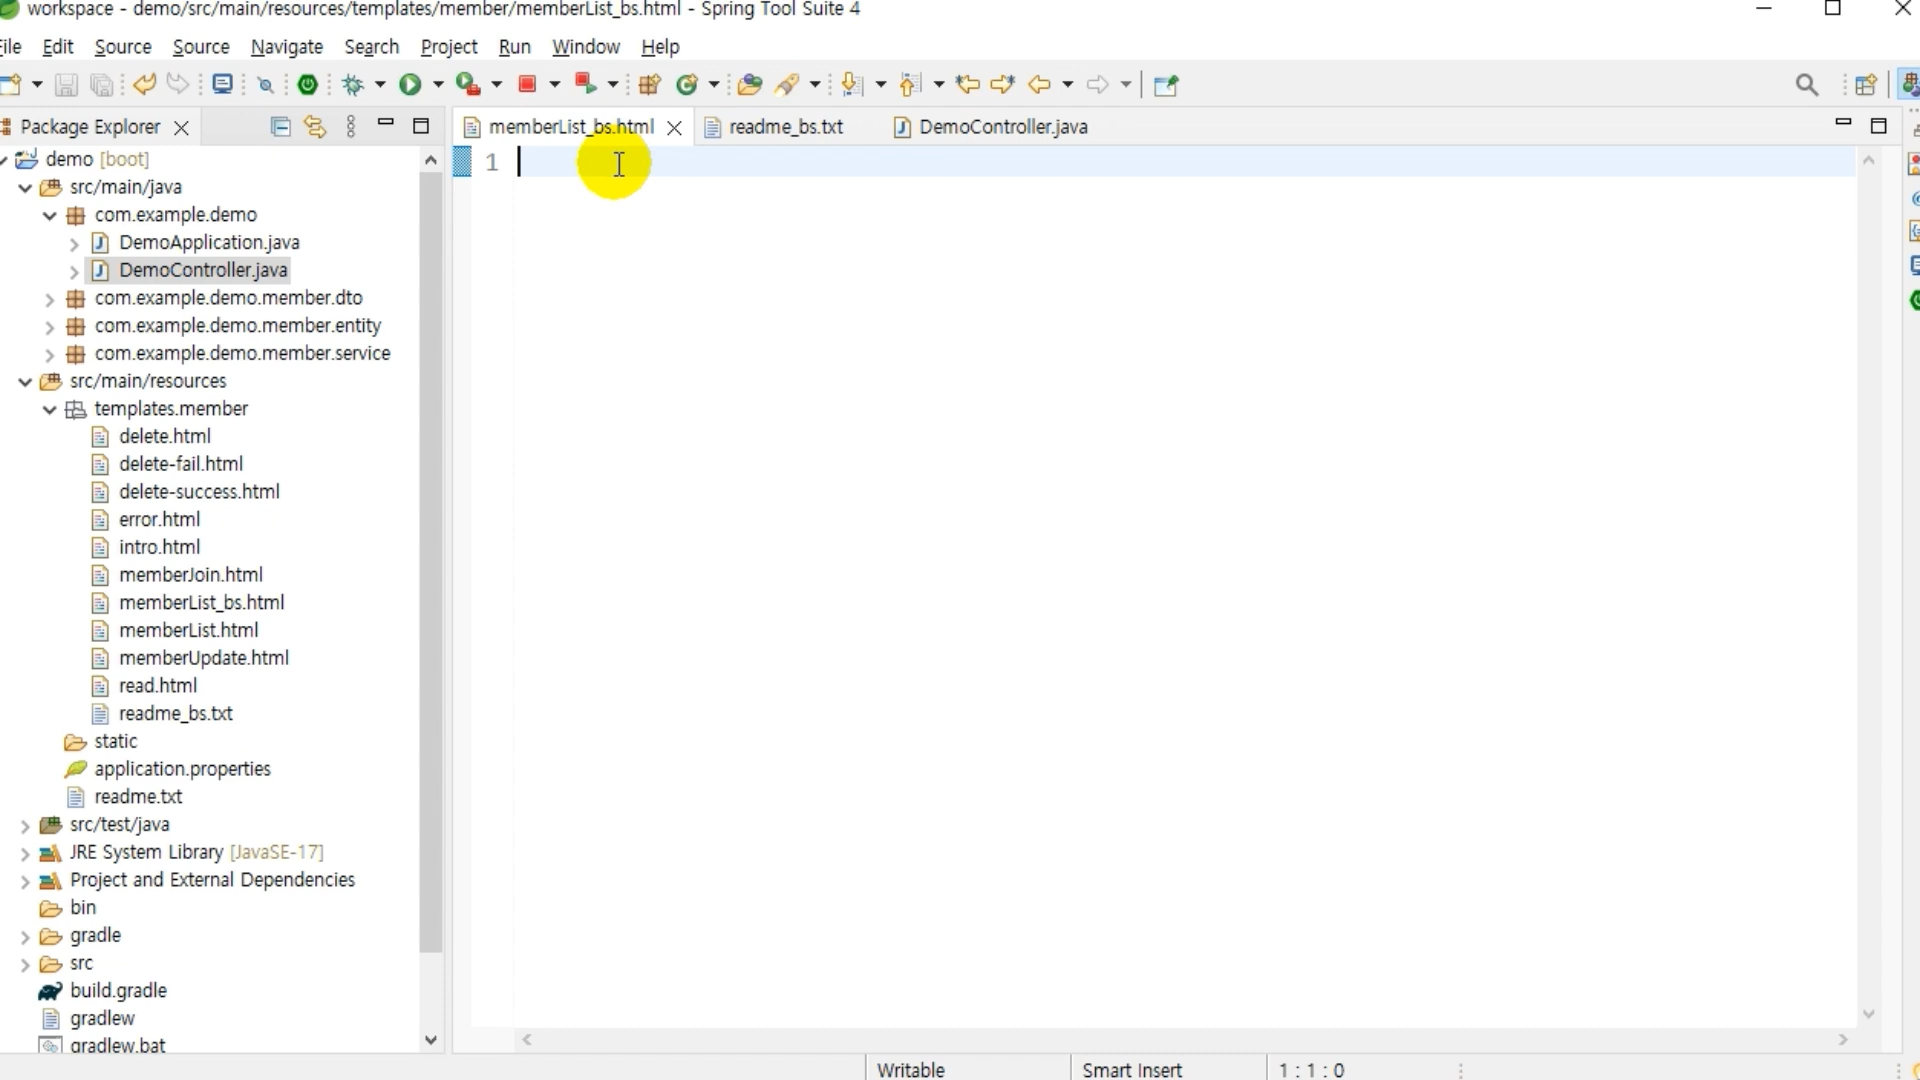 workspace - demo/src/main/resources/templates/member/memberList_bs.html - Spring Tool Suite 4
File Edit Source Source Navigate Search Project Run Window Help
Package Explorer
memberList_bs.html
readme_bs.txt
DemoController.java
demo [boot]
1
src/main/java
com.example.demo
DemoApplication.java
DemoController.java
com.example.demo.member.dto
com.example.demo.member.entity
com.example.demo.member.service
src/main/resources
templates.member
delete.html
delete-fail.html
delete-success.html
error.html
intro.html
memberJoin.html
memberList_bs.html
memberList.html
memberUpdate.html
read.html
readme_bs.txt
static
application.properties
readme.txt
src/test/java
JRE System Library [JavaSE-17]
Project and External Dependencies
bin
gradle
src
build.gradle
gradlew
gradlew.bat
Writable
Smart Insert
1 : 1 : 0